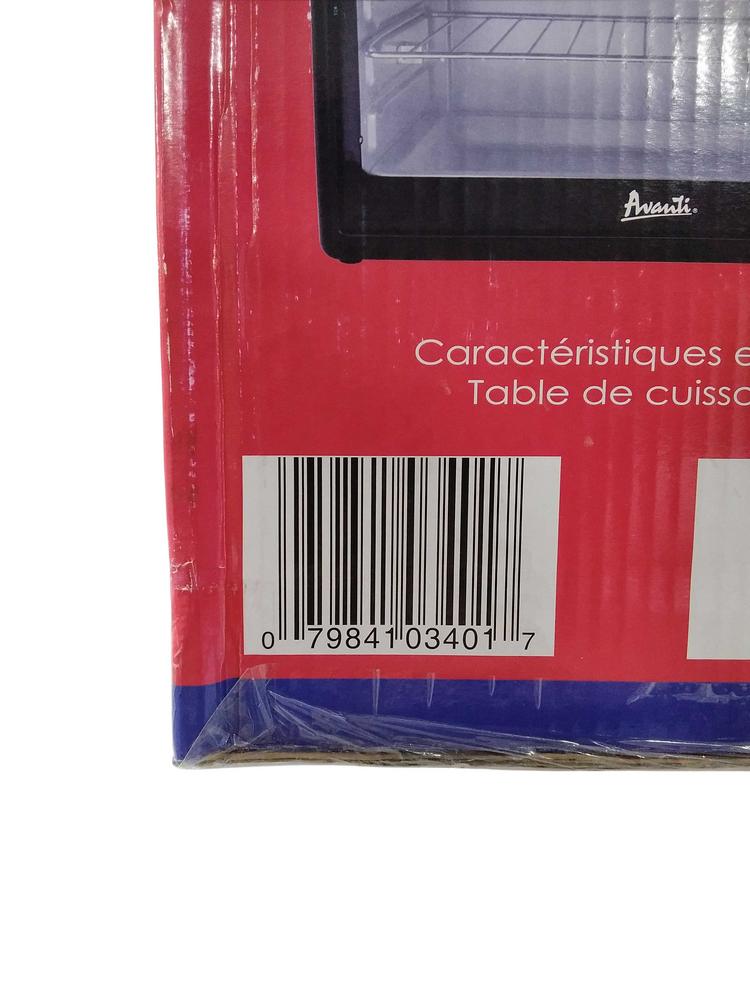 Avanti®
Caractéristiques e
Table de cuisso
0 79841 03401 7